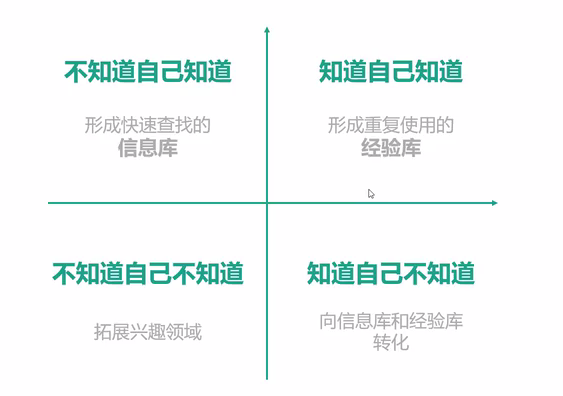 不知道自己知道
形成快速查找的
信息库
知道自己知道
形成重复使用的
经验库
不知道自己不知道
拓展兴趣领域
知道自己不知道
向信息库和经验库
转化